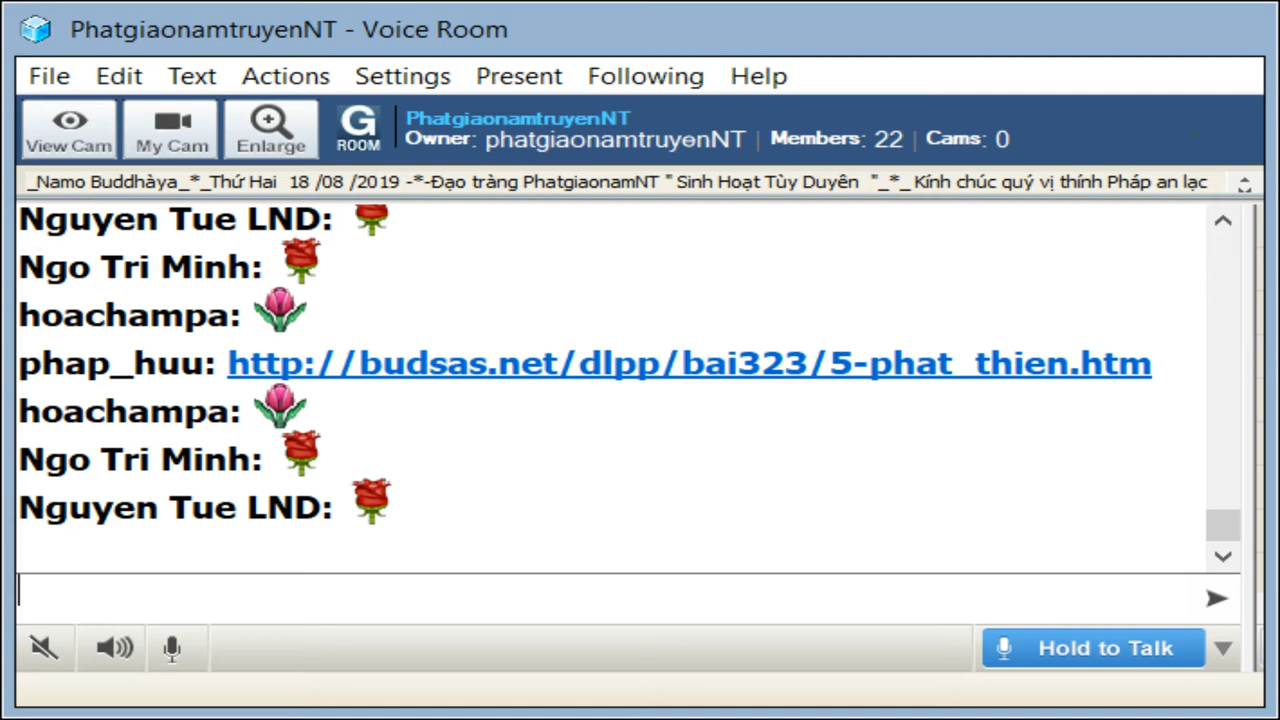 PhatgiaonamtruyenNT - Voice Room
File Edit Text Actions Settings Present Following Help
View Cam My Cam Enlarge G ROOM
PhatgiaonamtruyenNT
Owner: phatgiaonamtruyenNT | Members: 22 | Cams: 0
_Namo Buddhàya_*_Thứ Hai 18 /08 /2019 -*-Đạo tràng PhatgiaonamNT " Sinh Hoạt Tùy Duyên "_*_ Kính chúc quý vị thính Pháp an lạc
Nguyen Tue LND:
Ngo Tri Minh:
hoachampa:
phap_huu: http://budsas.net/dlpp/bai323/5-phat_thien.htm
hoachampa:
Ngo Tri Minh:
Nguyen Tue LND:
Hold to Talk